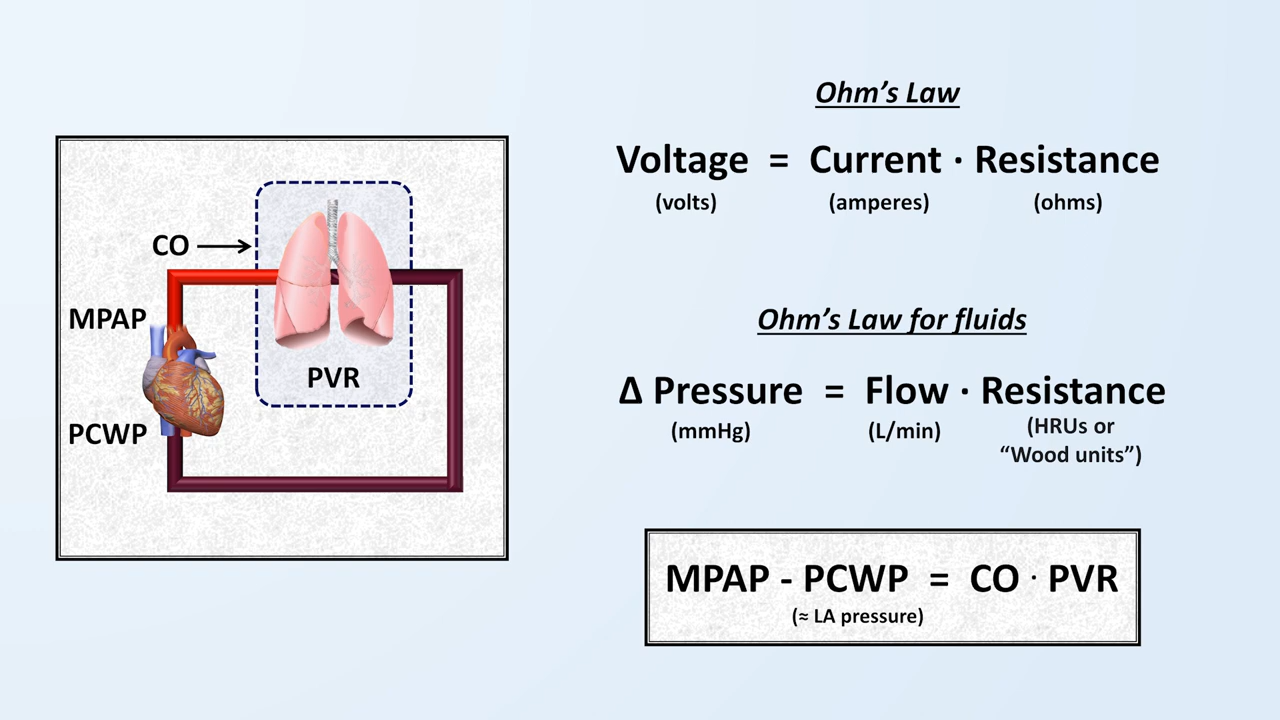 CO
MPAP
PVR
PCWP
Ohm's Law
Voltage = Current · Resistance
(volts) (amperes) (ohms)
Ohm's Law for fluids
Δ Pressure = Flow · Resistance
(mmHg) (L/min) (HRUs or
“Wood units”)
MPAP - PCWP = CO · PVR
(≈ LA pressure)